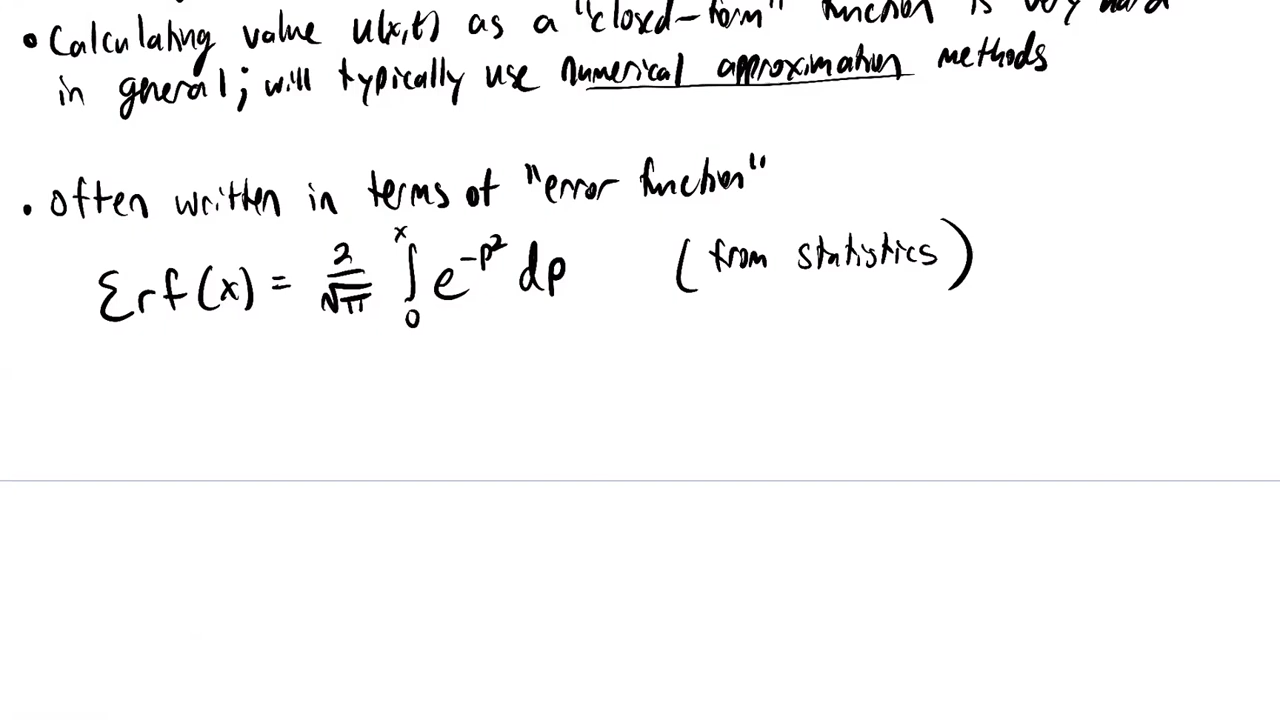 • Calculating value u(x,t) as a "closed-form" function is very hard
in general; will typically use numerical approximation methods
• often written in terms of "error function"
Erf(x) = 2/√π ∫₀ˣ e^(-p²) dp (from statistics)